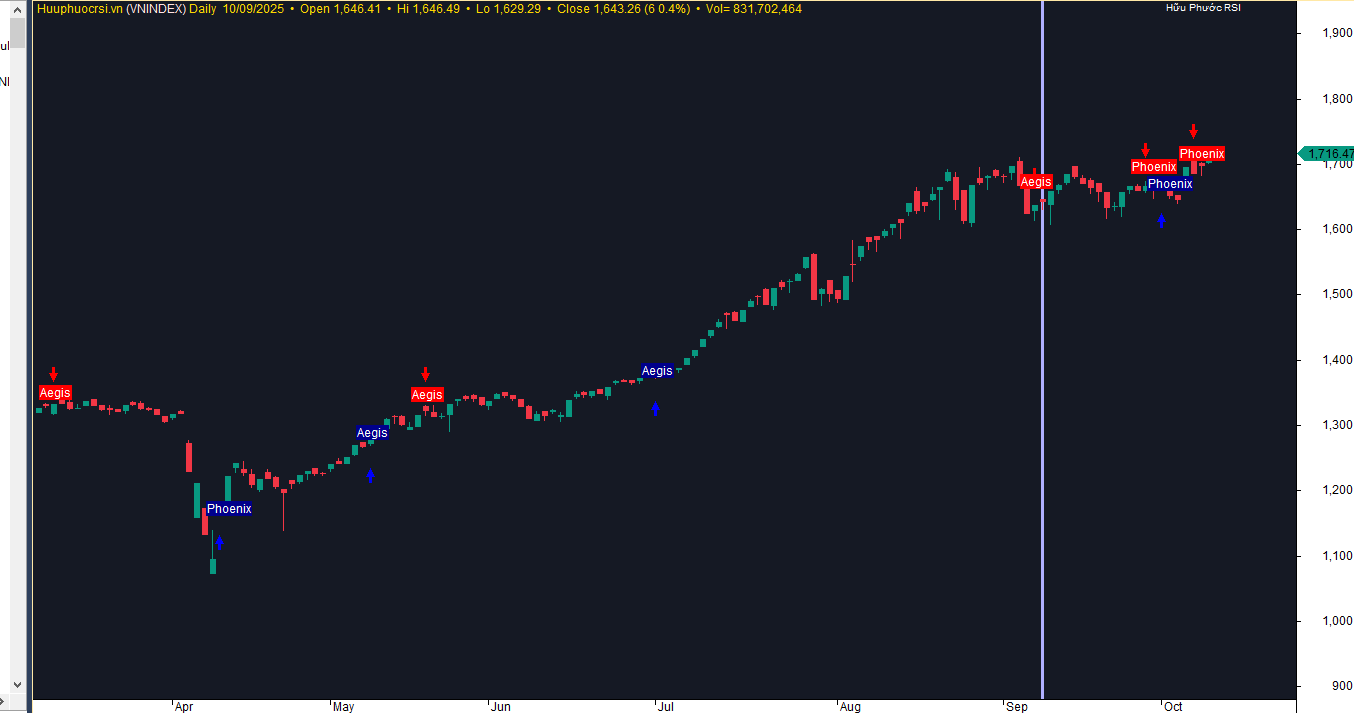 Huuphuocrsi.vn (VNINDEX) Daily 10/09/2025 • Open 1,646.41 • Hi 1,646.49 • Lo 1,629.29 • Close 1,643.26 (6 0.4%) • Vol= 831,702,464
Hữu Phước RSI
1,900
ul
NI
1,800
Phoenix
1,716.47
Phoenix
1,700
Aegis
Phoenix
1,600
1,500
1,400
Aegis
Aegis
Aegis
1,300
Aegis
1,200
Phoenix
1,100
1,000
900
Apr
May
Jun
Jul
Aug
Sep
Oct